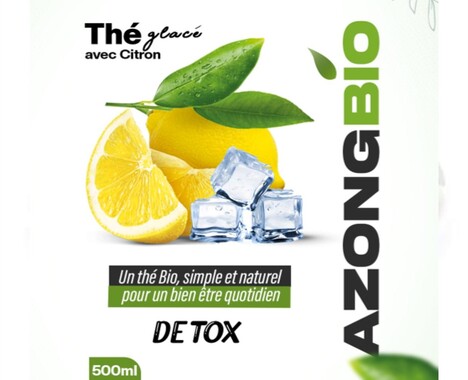 Thé glacé
avec Citron
AZONGBIO
Un thé Bio, simple et naturel
pour un bien être quotidien
DETOX
500ml